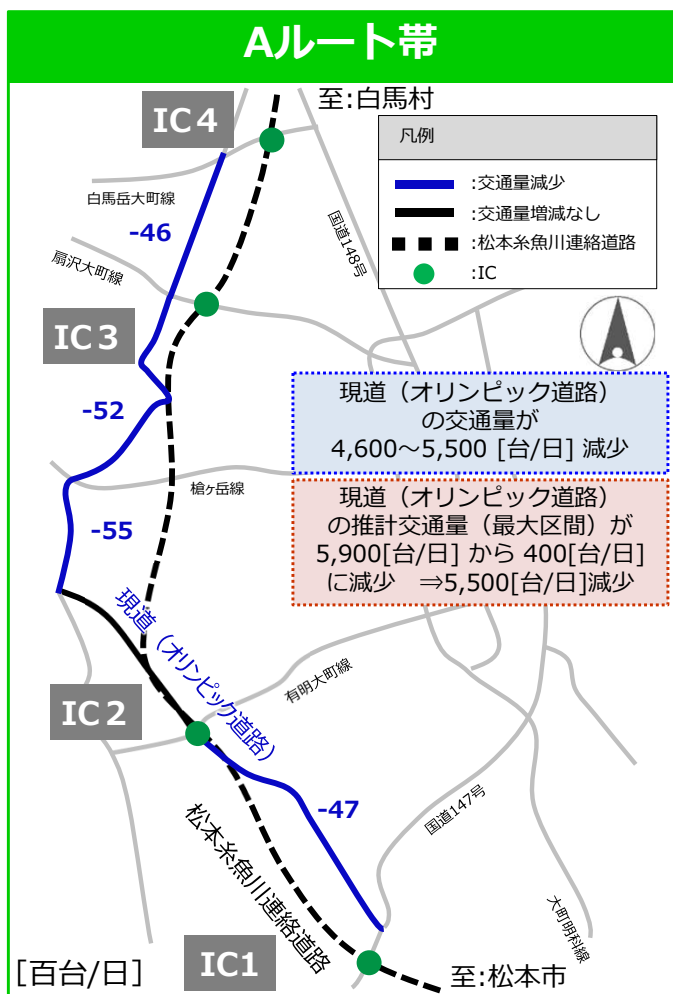 Aルート帯
至:白馬村
IC４
凡例
:交通量減少
:交通量増減なし
:松本糸魚川連絡道路
:IC
白馬岳大町線
-46
国道148号
扇沢大町線
IC３
-52
現道（オリンピック道路）
の交通量が
4,600～5,500 [台/日] 減少
槍ヶ岳線
-55
現道（オリンピック道路）
の推計交通量（最大区間）が
5,900[台/日] から 400[台/日]
に減少　⇒5,500[台/日]減少
現道（オリンピック道路）
有明大町線
IC２
-47
国道147号
松本糸魚川連絡道路
大町明科線
[百台/日]
IC1
至:松本市